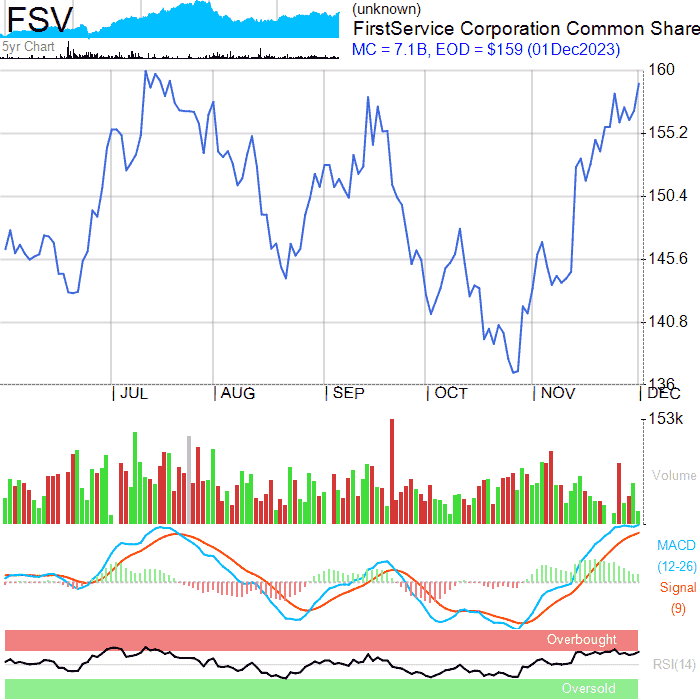 FSV
5yr Chart
(unknown)
FirstService Corporation Common Share
MC = 7.1B, EOD = $159 (01Dec2023)
160
155.2
150.4
145.6
140.8
136
JUL
AUG
SEP
OCT
NOV
DEC
153k
Volume
MACD
(12-26)
Signal
(9)
Overbought
RSI(14)
Oversold